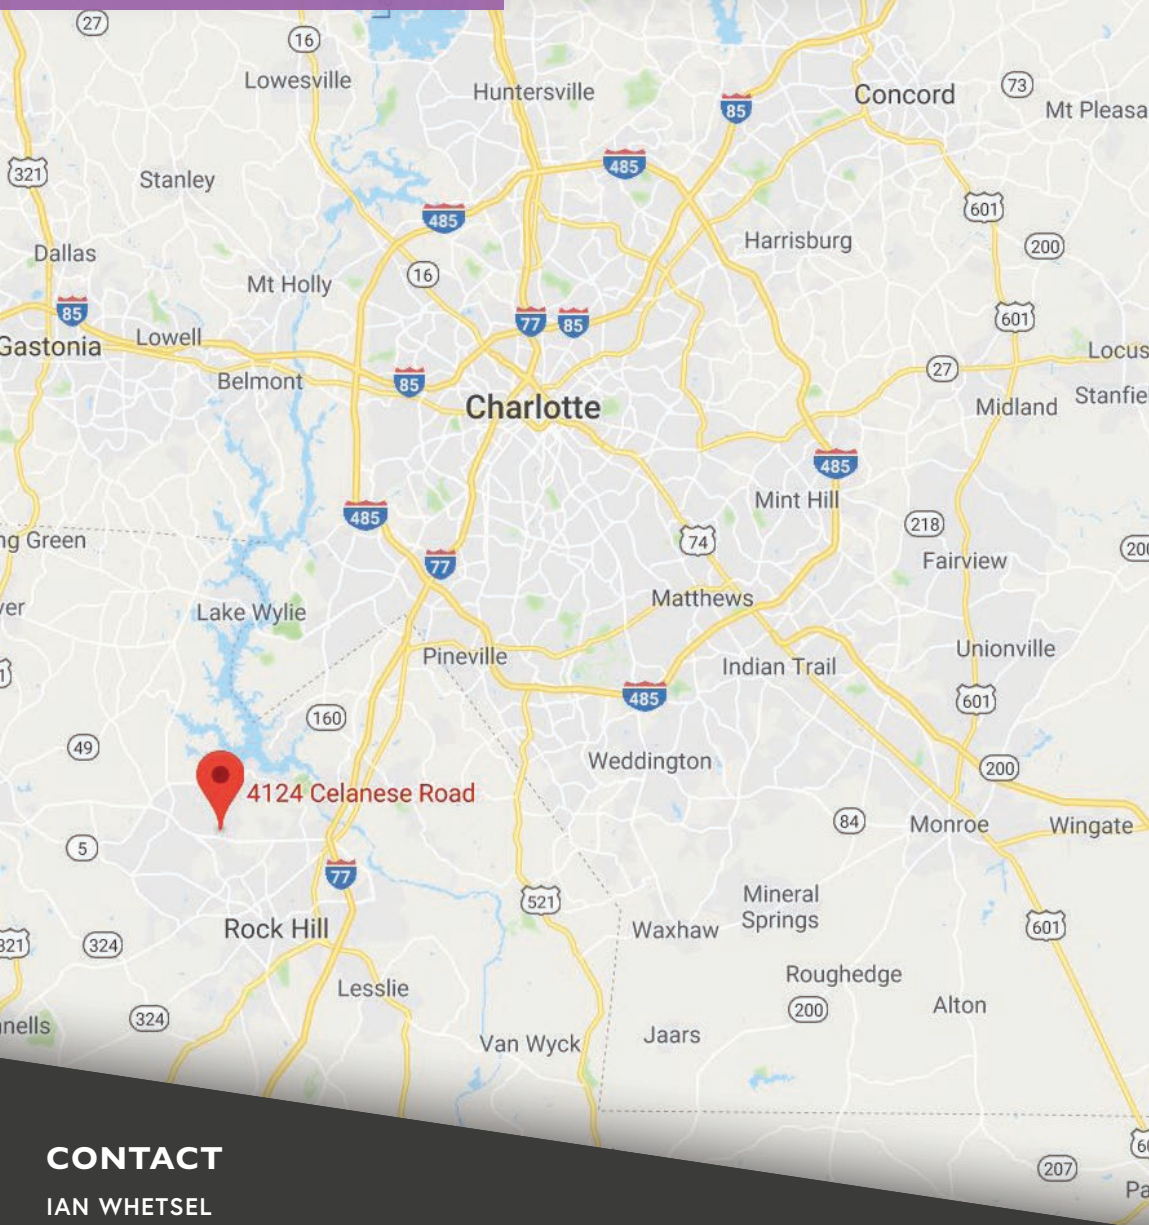 27
16
Lowesville
Huntersville
85
Concord
73
Mt Pleasa
321
Stanley
485
485
601
Harrisburg
200
Dallas
Mt Holly
16
85
77
85
601
Lowell
Gastonia
Locus
27
Belmont
85
Stanfie
Charlotte
Midland
485
Mint Hill
485
218
ng Green
74
200
77
Fairview
Matthews
ver
Lake Wylie
Unionville
Pineville
Indian Trail
1
485
601
160
49
Weddington
200
4124 Celanese Road
84
Monroe
Wingate
5
77
521
Mineral
Springs
Rock Hill
Waxhaw
601
321
324
Roughedge
Lesslie
200
Alton
324
nnells
Jaars
Van Wyck
60
207
Pa
CONTACT
IAN WHETSEL